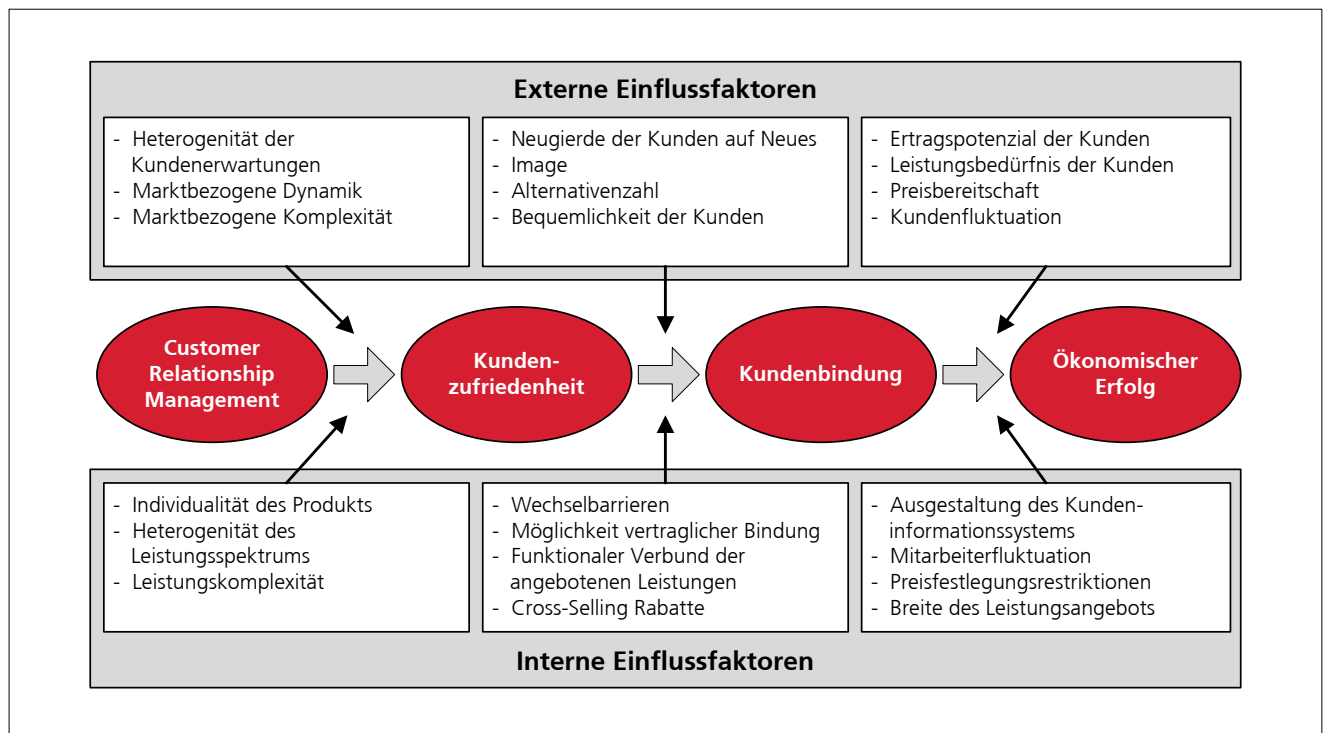 Externe Einflussfaktoren
- Heterogenität der
Kundenerwartungen
- Marktbezogene Dynamik
- Marktbezogene Komplexität
- Neugierde der Kunden auf Neues
- Image
- Alternativenzahl
- Bequemlichkeit der Kunden
- Ertragspotenzial der Kunden
- Leistungsbedürfnis der Kunden
- Preisbereitschaft
- Kundenfluktuation
Customer
Relationship
Management
Kunden-
zufriedenheit
Kundenbindung
Ökonomischer
Erfolg
- Individualität des Produkts
- Heterogenität des
Leistungsspektrums
- Leistungskomplexität
- Wechselbarrieren
- Möglichkeit vertraglicher Bindung
- Funktionaler Verbund der
angebotenen Leistungen
- Cross-Selling Rabatte
- Ausgestaltung des Kunden-
informationssystems
- Mitarbeiterfluktuation
- Preisfestlegungsrestriktionen
- Breite des Leistungsangebots
Interne Einflussfaktoren